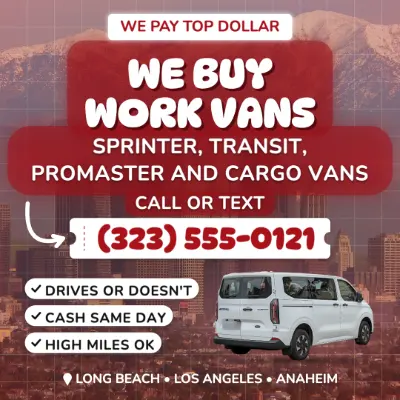 WE PAY TOP DOLLAR
WE BUY
WORK VANS
SPRINTER, TRANSIT,
PROMASTER AND CARGO VANS
CALL OR TEXT
(323) 555-0121
DRIVES OR DOESN'T
CASH SAME DAY
HIGH MILES OK
LONG BEACH • LOS ANGELES • ANAHEIM